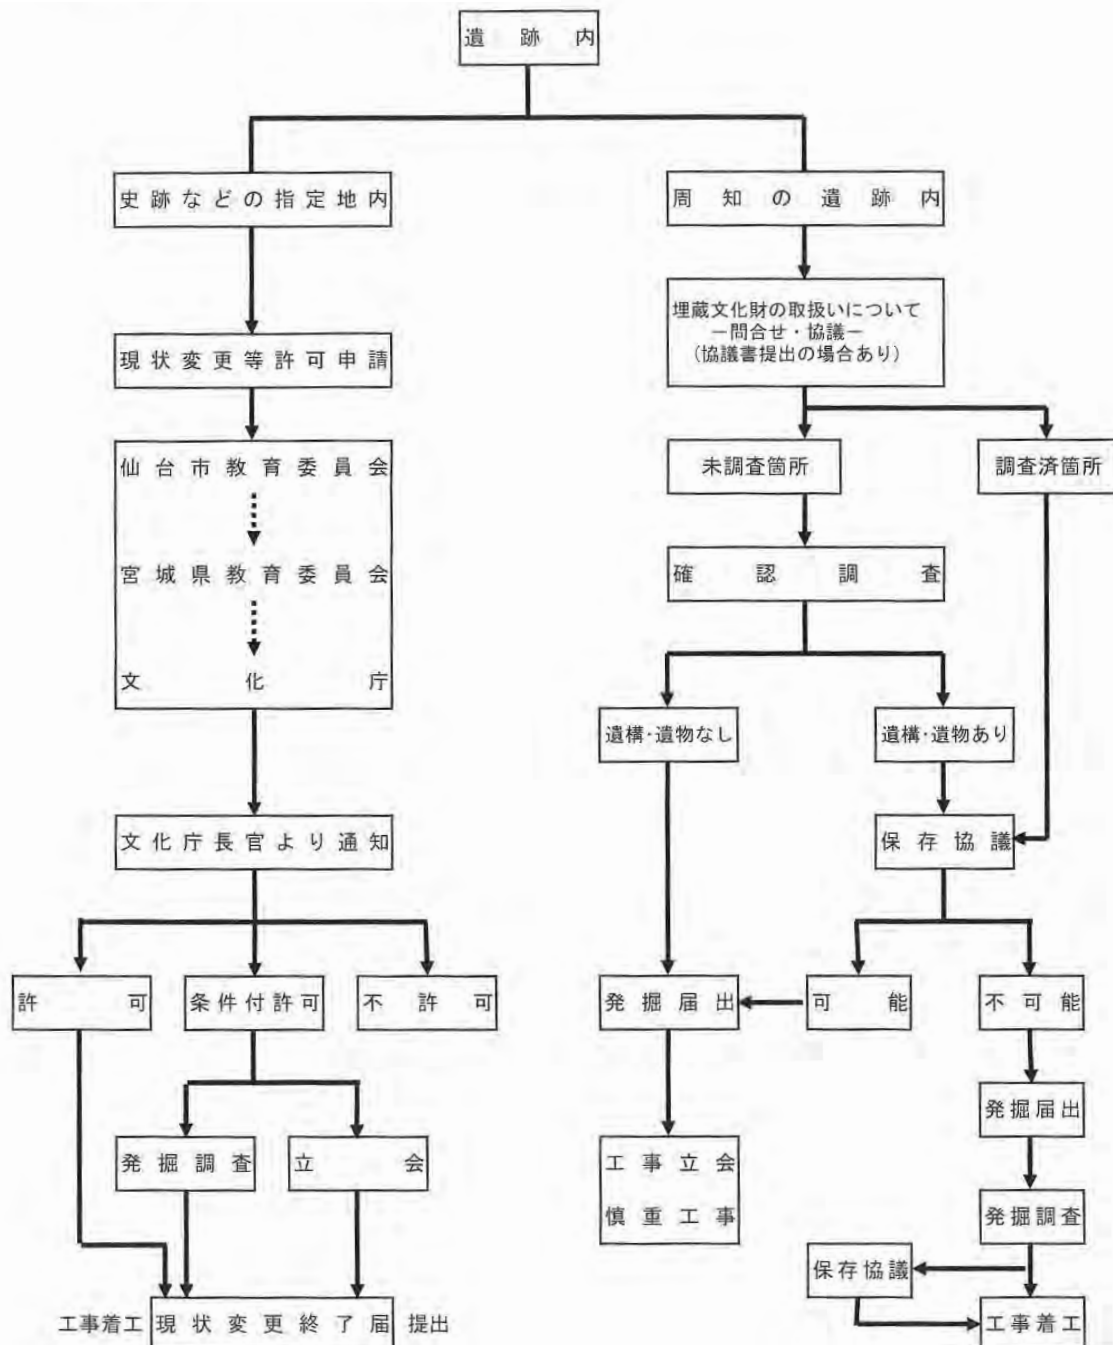 遺跡内
史跡などの指定地内
周知の遺跡内
埋蔵文化財の取扱いについて
－問合せ・協議－
(協議書提出の場合あり)
現状変更等許可申請
仙台市教育委員会
宮城県教育委員会
文化庁
未調査箇所
調査済箇所
確認調査
遺構・遺物なし
遺構・遺物あり
保存協議
文化庁長官より通知
許可
条件付許可
不許可
発掘届出
可能
不可能
発掘届出
発掘調査
立会
工事立会
慎重工事
発掘調査
保存協議
工事着工
現状変更終了届
提出
工事着工